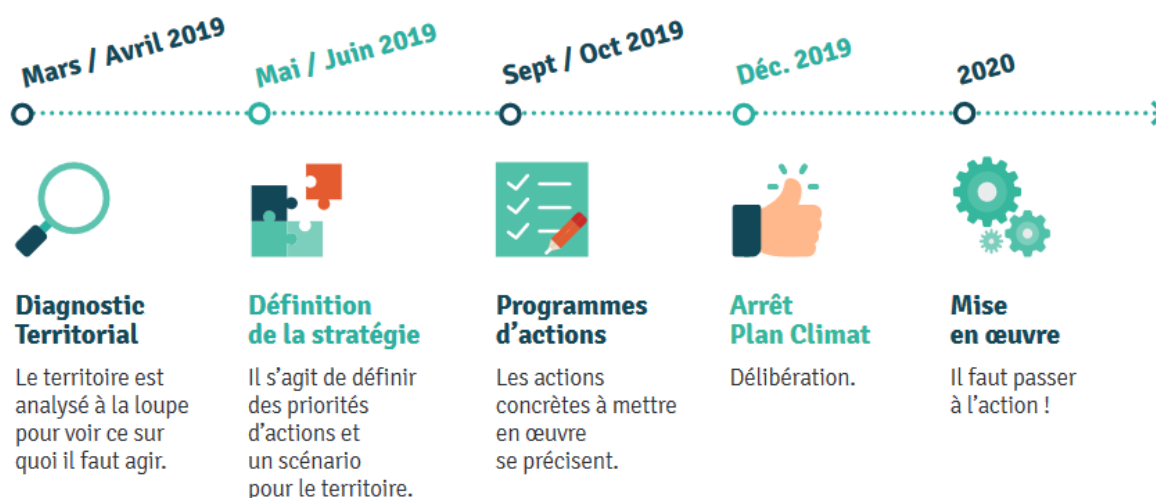 Mars / Avril 2019
Mai / Juin 2019
Sept / Oct 2019
Déc. 2019
2020
Diagnostic
Territorial
Le territoire est
analysé à la loupe
pour voir ce sur
quoi il faut agir.
Définition
de la stratégie
Il s’agit de définir
des priorités
d’actions et
un scénario
pour le territoire.
Programmes
d’actions
Les actions
concrètes à mettre
en œuvre
se précisent.
Arrêt
Plan Climat
Délibération.
Mise
en œuvre
Il faut passer
à l’action !